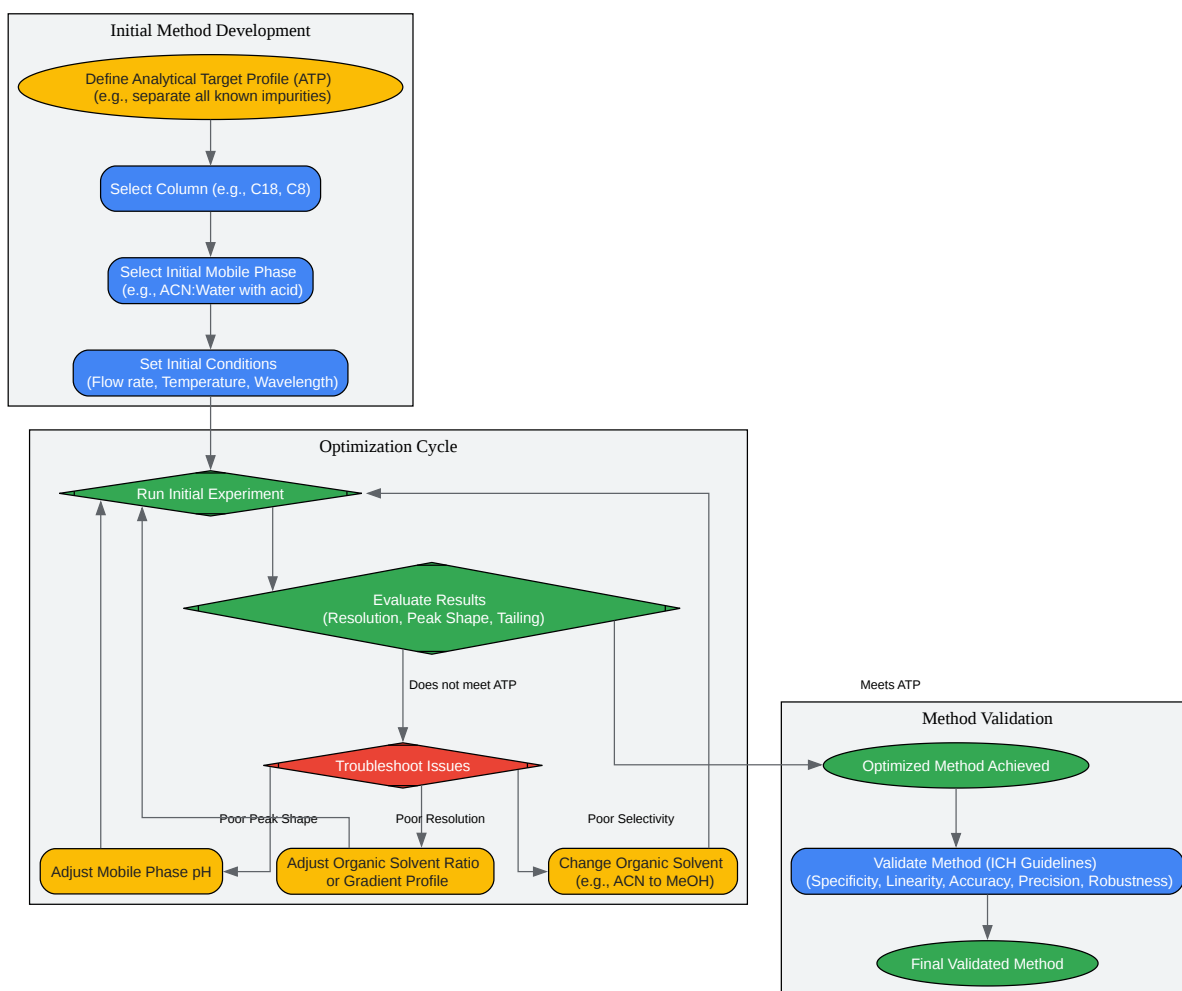 Initial Method Development
Define Analytical Target Profile (ATP)
(e.g., separate all known impurities)
Select Column (e.g., C18, C8)
Select Initial Mobile Phase
(e.g., ACN:Water with acid)
Set Initial Conditions
(Flow rate, Temperature, Wavelength)
Optimization Cycle
Run Initial Experiment
Evaluate Results
(Resolution, Peak Shape, Tailing)
Does not meet ATP
Troubleshoot Issues
Poor Peak Shape
Poor Resolution
Poor Selectivity
Adjust Mobile Phase pH
Adjust Organic Solvent Ratio
or Gradient Profile
Change Organic Solvent
(e.g., ACN to MeOH)
Meets ATP
Method Validation
Optimized Method Achieved
Validate Method (ICH Guidelines)
(Specificity, Linearity, Accuracy, Precision, Robustness)
Final Validated Method